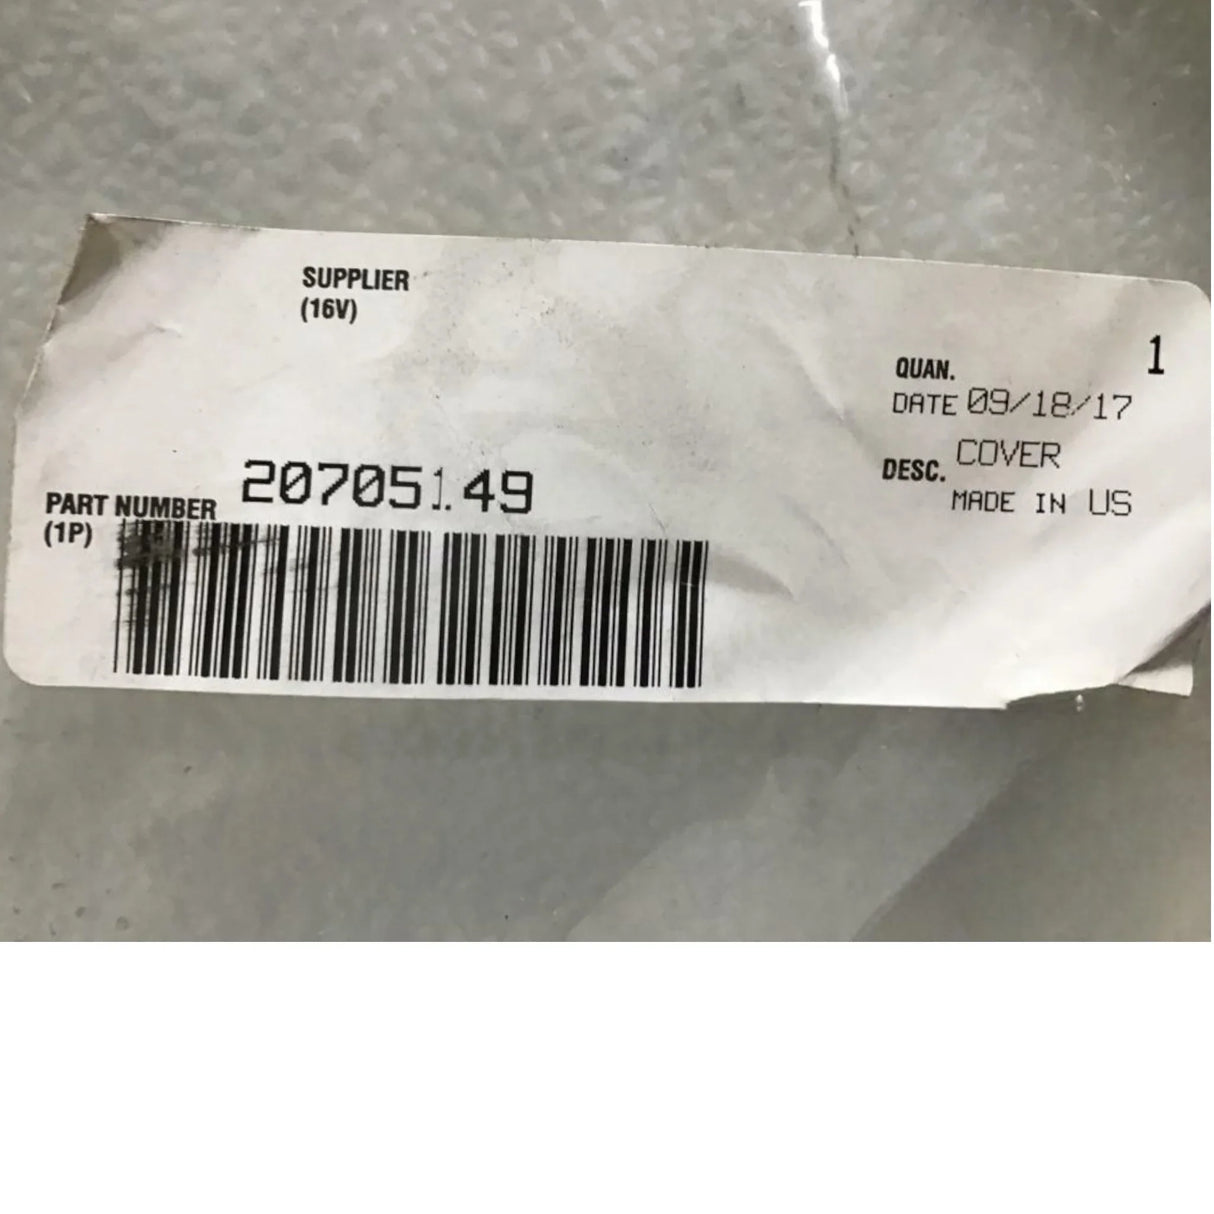 SUPPLIER
(16V)
QUAN. 1
DATE 09/18/17
DESC. COVER
MADE IN US
PART NUMBER 20705149
(1P)